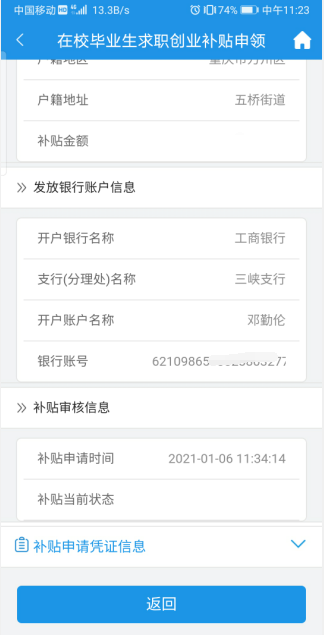 中国移动 HD 4G 13.3B/s 74% 中午11:23
在校毕业生求职创业补贴申领
户籍地区 重庆市万州区
户籍地址 五桥街道
补贴金额
发放银行账户信息
开户银行名称 工商银行
支行(分理处)名称 三峡支行
开户账户名称 邓勤伦
银行账号 62109865
补贴审核信息
补贴申请时间 2021-01-06 11:34:14
补贴当前状态
补贴申请凭证信息
返回